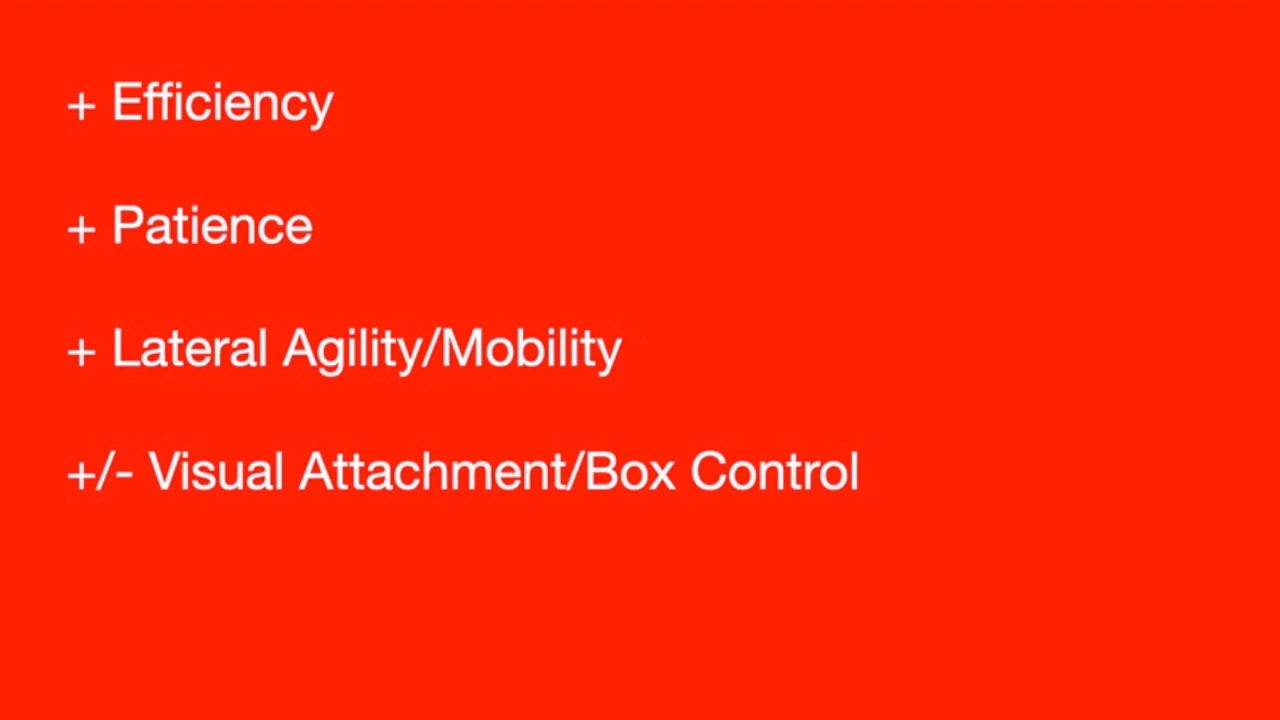 + Efficiency
+ Patience
+ Lateral Agility/Mobility
+/- Visual Attachment/Box Control